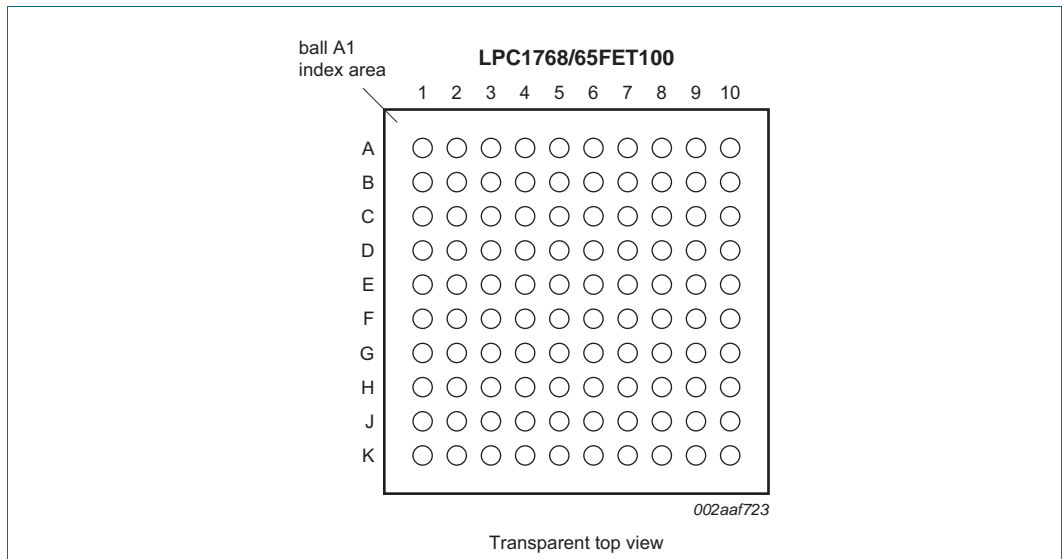 ball A1
index area
LPC1768/65FET100
1 2 3 4 5 6 7 8 9 10
A
B
C
D
E
F
G
H
J
K
002aaf723
Transparent top view